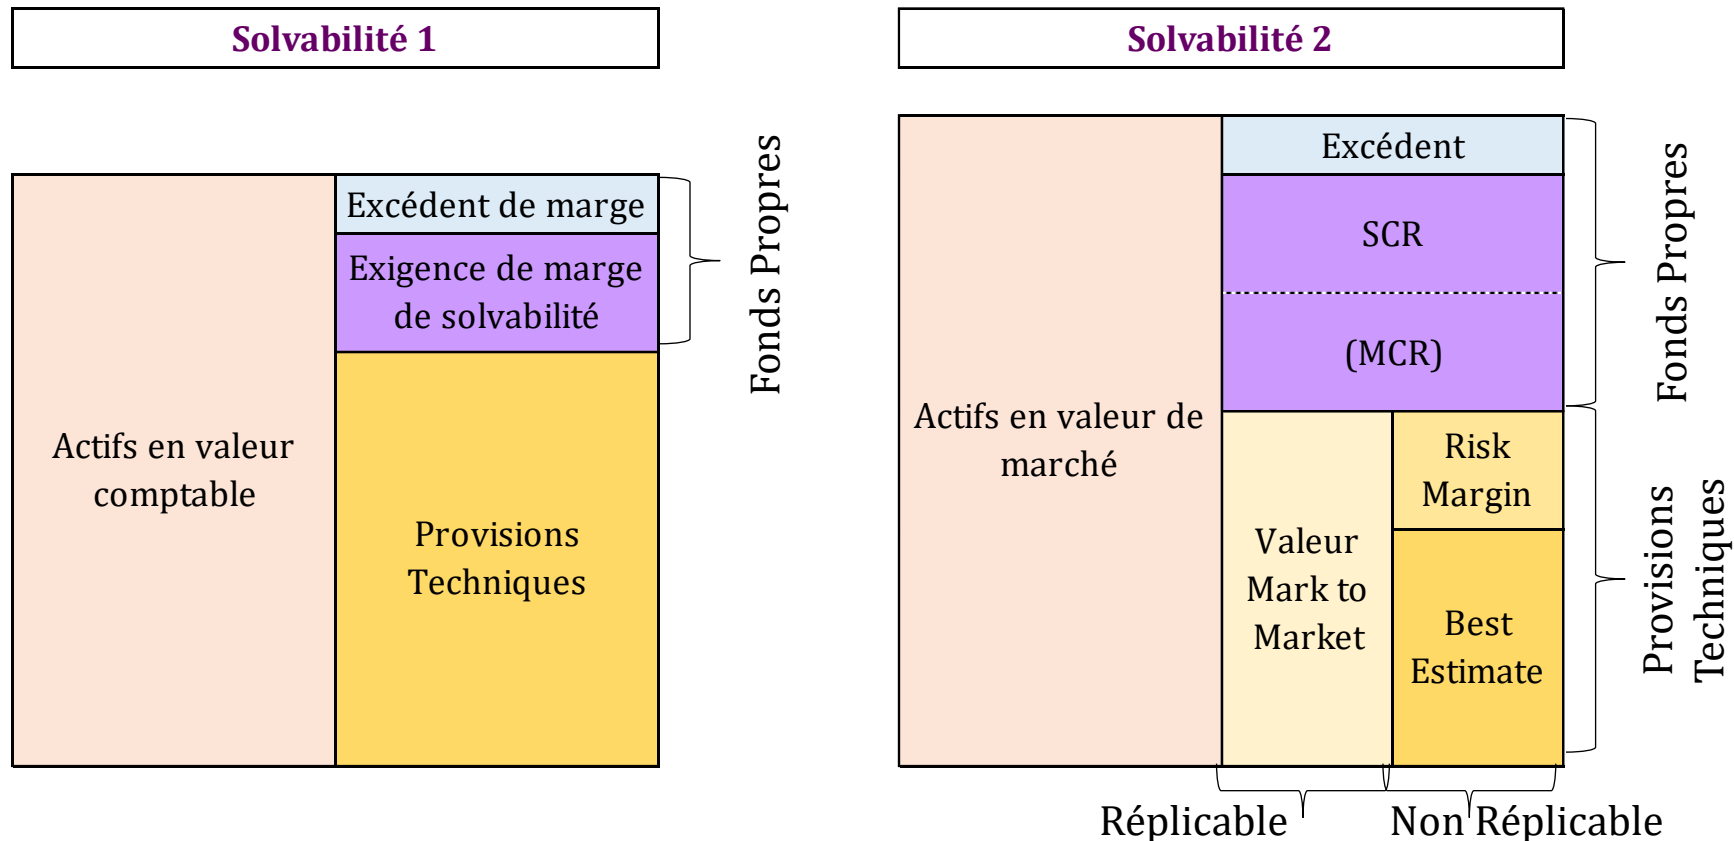 Solvabilité 1
Actifs en valeur
comptable
Excédent de marge
Exigence de marge
de solvabilité
Provisions
Techniques
Fonds Propres
Solvabilité 2
Actifs en valeur de
marché
Excédent
SCR
(MCR)
Valeur
Mark to
Market
Risk
Margin
Best
Estimate
Fonds Propres
Provisions
Techniques
Réplicable
Non Réplicable